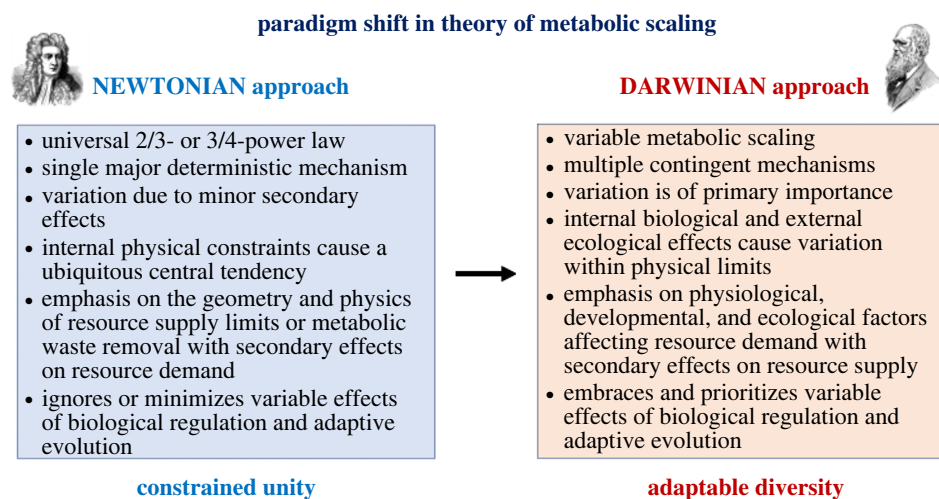 paradigm shift in theory of metabolic scaling
NEWTONIAN approach
• universal 2/3- or 3/4-power law
• single major deterministic mechanism
• variation due to minor secondary
effects
• internal physical constraints cause a
ubiquitous central tendency
• emphasis on the geometry and physics
of resource supply limits or metabolic
waste removal with secondary effects
on resource demand
• ignores or minimizes variable effects
of biological regulation and adaptive
evolution
constrained unity
DARWINIAN approach
• variable metabolic scaling
• multiple contingent mechanisms
• variation is of primary importance
• internal biological and external
ecological effects cause variation
within physical limits
• emphasis on physiological,
developmental, and ecological factors
affecting resource demand with
secondary effects on resource supply
• embraces and prioritizes variable
effects of biological regulation and
adaptive evolution
adaptable diversity